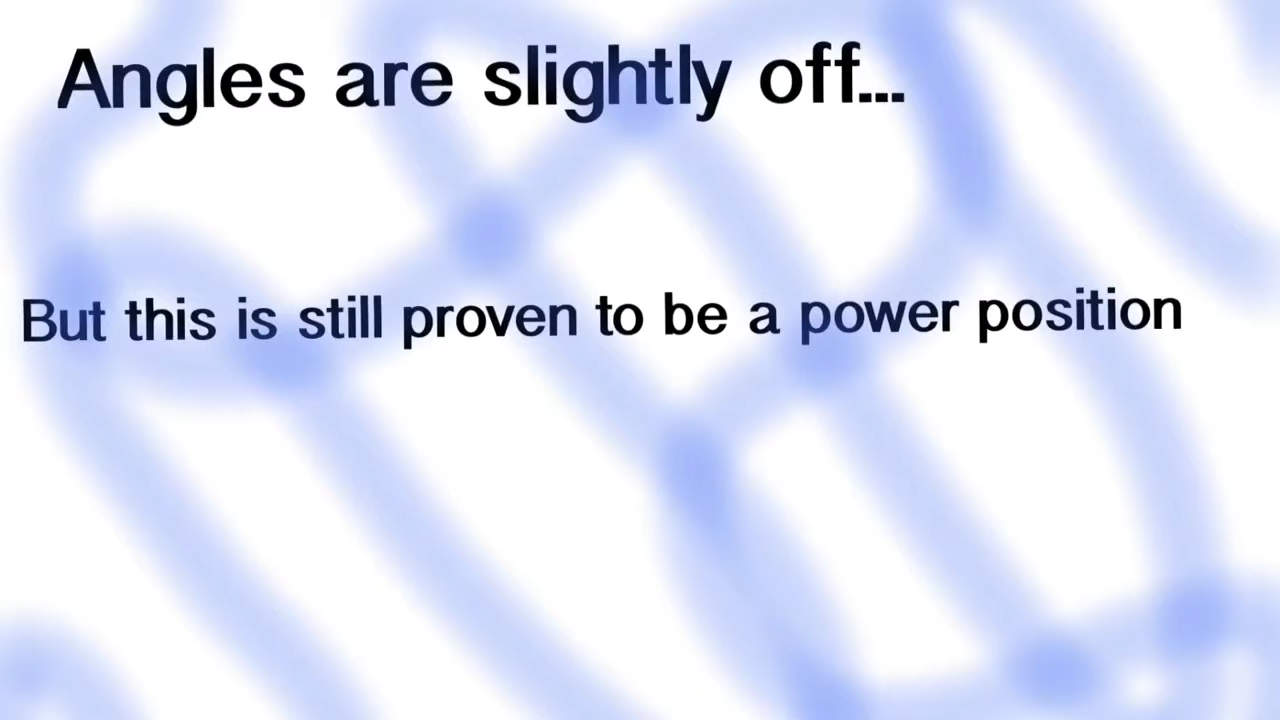 Angles are slightly off...
But this is still proven to be a power position